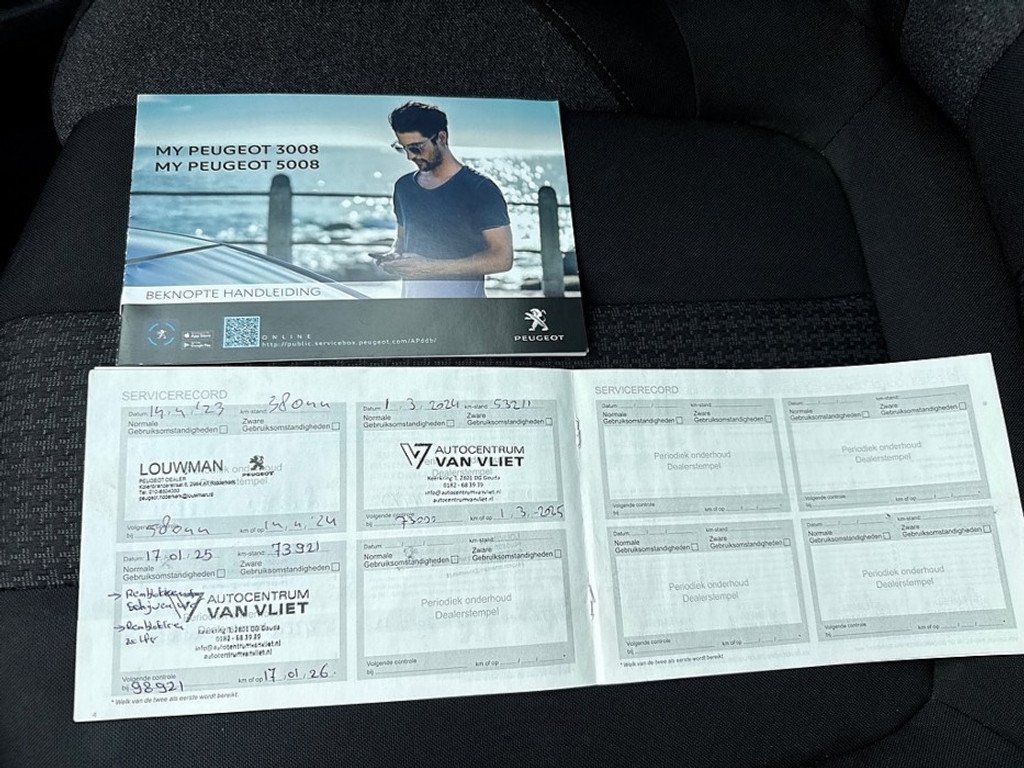 MY PEUGEOT 3008
MY PEUGEOT 5008
BEKNOPTE HANDLEIDING
ONLINE
http://public.servicebox.peugeot.com/APddb/
PEUGEOT
SERVICERECORD
Datum 14.4.'23 km-stand
Normale Gebruiksomstandigheden
Zware Gebruiksomstandigheden
LOUWMAN
PEUGEOT
PEUGEOT DEALER
Dealerstempel
Volgende controle
bij km of op 14.4.'24
Datum 1.3.2024 km-stand 53211
Normale Gebruiksomstandigheden
Zware Gebruiksomstandigheden
AUTOCENTRUM
VAN VLIET
Dealerstempel
Keerkring 1, 2801 DG Gouda
0182 - 68 39 39
info@autocentrumvanvliet.nl
autocentrumvanvliet.nl
Volgende controle
bij 73000 km of op 1.3.-2025
Datum 17.01.25 km-stand 73921
Normale Gebruiksomstandigheden
Zware Gebruiksomstandigheden
AUTOCENTRUM
VAN VLIET
0182 - 68 39 39
info@autocentrumvanvliet.nl
autocentrumvanvliet.nl
Volgende controle
bij 98921 km of op 17.01.26.
Datum km-stand
Normale Gebruiksomstandigheden
Zware Gebruiksomstandigheden
Periodiek onderhoud
Dealerstempel
Volgende controle
bij km of op
* Welk van de twee als eerste wordt bereikt.
4
SERVICERECORD
Datum km-stand
Normale Gebruiksomstandigheden
Zware Gebruiksomstandigheden
Periodiek onderhoud
Dealerstempel
Volgende controle
bij km of op
Datum km-stand
Normale Gebruiksomstandigheden
Zware Gebruiksomstandigheden
Periodiek onderhoud
Dealerstempel
Volgende controle
bij km of op
Datum km-stand
Normale Gebruiksomstandigheden
Zware Gebruiksomstandigheden
Periodiek onderhoud
Dealerstempel
Volgende controle
bij km of op
Datum km-stand
Normale Gebruiksomstandigheden
Zware Gebruiksomstandigheden
Periodiek onderhoud
Dealerstempel
Volgende controle
bij km of op
* Welk van de twee als eerste wordt bereikt.